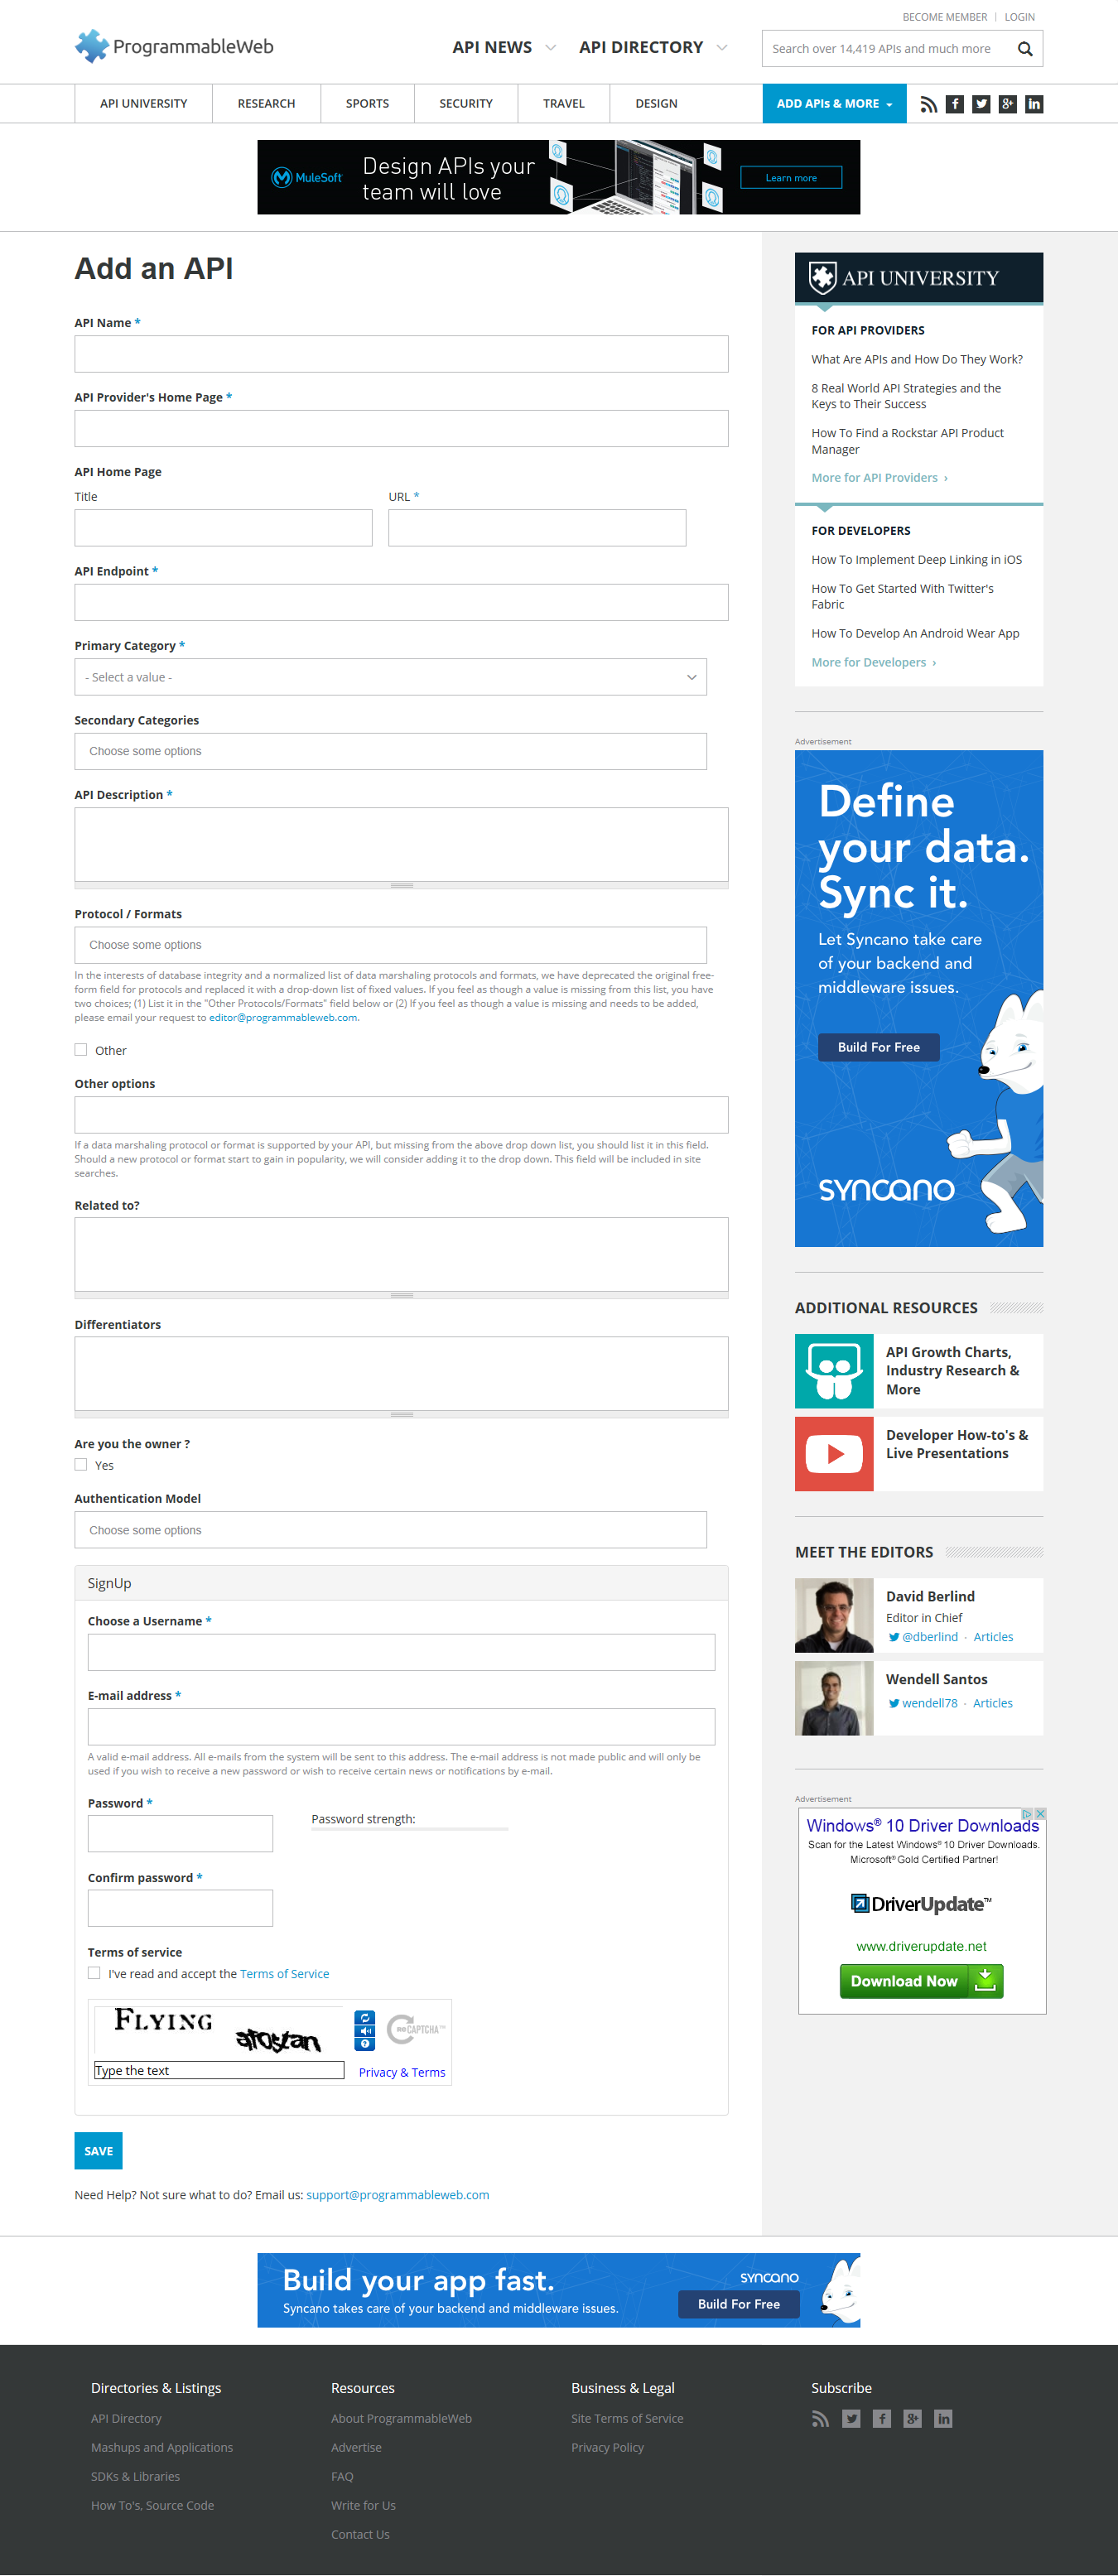 BECOME MEMBER | LOGIN
ProgrammableWeb
API NEWS
API DIRECTORY
Search over 14,419 APIs and much more
API UNIVERSITY
RESEARCH
SPORTS
SECURITY
TRAVEL
DESIGN
ADD APIs & MORE
MuleSoft
Design APIs your
team will love
Learn more
Add an API
API Name *
API Provider's Home Page *
API Home Page
Title
URL *
API Endpoint *
Primary Category *
- Select a value -
Secondary Categories
Choose some options
API Description *
Protocol / Formats
Choose some options
In the interests of database integrity and a normalized list of data marshaling protocols and formats, we have deprecated the original free-
form field for protocols and replaced it with a drop-down list of fixed values. If you feel as though a value is missing from this list, you have
two choices; (1) List it in the "Other Protocols/Formats" field below or (2) If you feel as though a value is missing and needs to be added,
please email your request to editor@programmableweb.com.
Other
Other options
If a data marshaling protocol or format is supported by your API, but missing from the above drop down list, you should list it in this field.
Should a new protocol or format start to gain in popularity, we will consider adding it to the drop down. This field will be included in site
searches.
Related to?
Differentiators
Are you the owner ?
Yes
Authentication Model
Choose some options
SignUp
Choose a Username *
E-mail address *
A valid e-mail address. All e-mails from the system will be sent to this address. The e-mail address is not made public and will only be
used if you wish to receive a new password or wish to receive certain news or notifications by e-mail.
Password *
Password strength:
Confirm password *
Terms of service
I've read and accept the Terms of Service
FLYING
reCAPTCHA™
Type the text
Privacy & Terms
SAVE
Need Help? Not sure what to do? Email us: support@programmableweb.com
API UNIVERSITY
FOR API PROVIDERS
What Are APIs and How Do They Work?
8 Real World API Strategies and the
Keys to Their Success
How To Find a Rockstar API Product
Manager
More for API Providers ›
FOR DEVELOPERS
How To Implement Deep Linking in iOS
How To Get Started With Twitter's
Fabric
How To Develop An Android Wear App
More for Developers ›
Advertisement
Define
your data.
Sync it.
Let Syncano take care
of your backend and
middleware issues.
Build For Free
syncano
ADDITIONAL RESOURCES
API Growth Charts,
Industry Research &
More
Developer How-to's &
Live Presentations
MEET THE EDITORS
David Berlind
Editor in Chief
@dberlind · Articles
Wendell Santos
wendell78 · Articles
Advertisement
Windows® 10 Driver Downloads
Scan for the Latest Windows® 10 Driver Downloads.
Microsoft® Gold Certified Partner!
DriverUpdate™
www.driverupdate.net
Download Now
Build your app fast.
Syncano takes care of your backend and middleware issues.
syncano
Build For Free
Directories & Listings
API Directory
Mashups and Applications
SDKs & Libraries
How To's, Source Code
Resources
About ProgrammableWeb
Advertise
FAQ
Write for Us
Contact Us
Business & Legal
Site Terms of Service
Privacy Policy
Subscribe